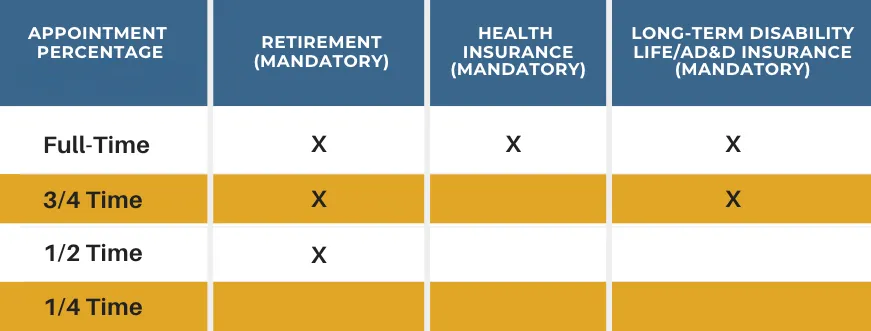 APPOINTMENT
PERCENTAGE
RETIREMENT
(MANDATORY)
HEALTH
INSURANCE
(MANDATORY)
LONG-TERM DISABILITY
LIFE/AD&D INSURANCE
(MANDATORY)
Full-Time X X X
3/4 Time X X
1/2 Time X
1/4 Time